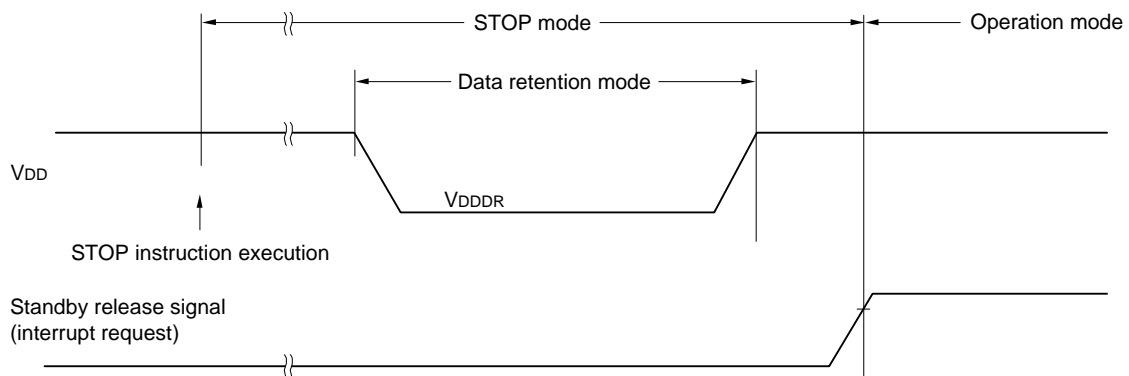 STOP mode
Operation mode
Data retention mode
VDD
VDDDR
STOP instruction execution
Standby release signal
(interrupt request)